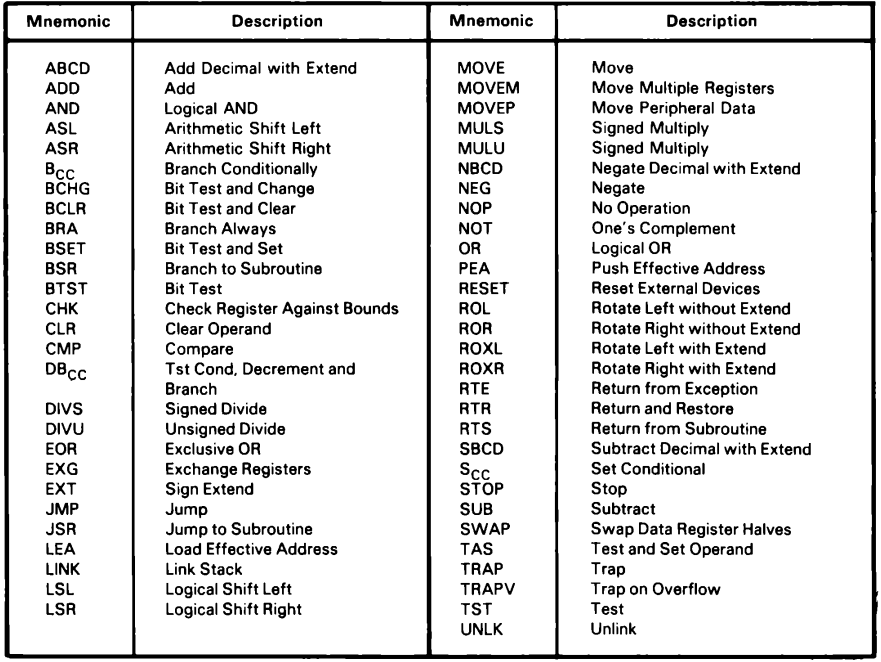 Mnemonic Description Mnemonic Description
ABCD Add Decimal with Extend MOVE Move
ADD Add MOVEM Move Multiple Registers
AND Logical AND MOVEP Move Peripheral Data
ASL Arithmetic Shift Left MULS Signed Multiply
ASR Arithmetic Shift Right MULU Signed Multiply
BCC Branch Conditionally NBCD Negate Decimal with Extend
BCHG Bit Test and Change NEG Negate
BCLR Bit Test and Clear NOP No Operation
BRA Branch Always NOT One's Complement
BSET Bit Test and Set OR Logical OR
BSR Branch to Subroutine PEA Push Effective Address
BTST Bit Test RESET Reset External Devices
CHK Check Register Against Bounds ROL Rotate Left without Extend
CLR Clear Operand ROR Rotate Right without Extend
CMP Compare ROXL Rotate Left with Extend
DBCC Tst Cond, Decrement and ROXR Rotate Right with Extend
Branch RTE Return from Exception
DIVS Signed Divide RTR Return and Restore
DIVU Unsigned Divide RTS Return from Subroutine
EOR Exclusive OR SBCD Subtract Decimal with Extend
EXG Exchange Registers SCC Set Conditional
EXT Sign Extend STOP Stop
JMP Jump SUB Subtract
JSR Jump to Subroutine SWAP Swap Data Register Halves
LEA Load Effective Address TAS Test and Set Operand
LINK Link Stack TRAP Trap
LSL Logical Shift Left TRAPV Trap on Overflow
LSR Logical Shift Right TST Test
UNLK Unlink